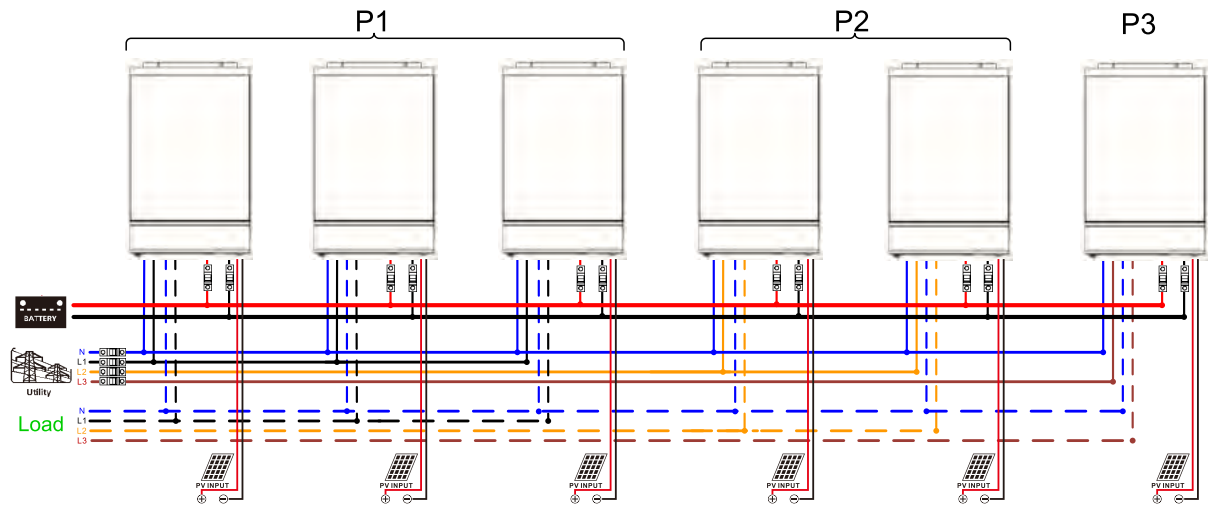 P1 P2 P3
BATTERY
N
L1
L2
L3
Utility
Load
N
L1
L2
L3
PV INPUT PV INPUT PV INPUT PV INPUT PV INPUT PV INPUT
+ − + − + − + − + − + −